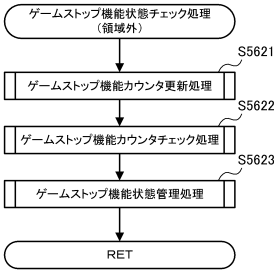 ゲームストップ機能状態チェック処理
(領域外)
S5621
ゲームストップ機能カウンタ更新処理
S5622
ゲームストップ機能カウンタチェック処理
S5623
ゲームストップ機能状態管理処理
RET